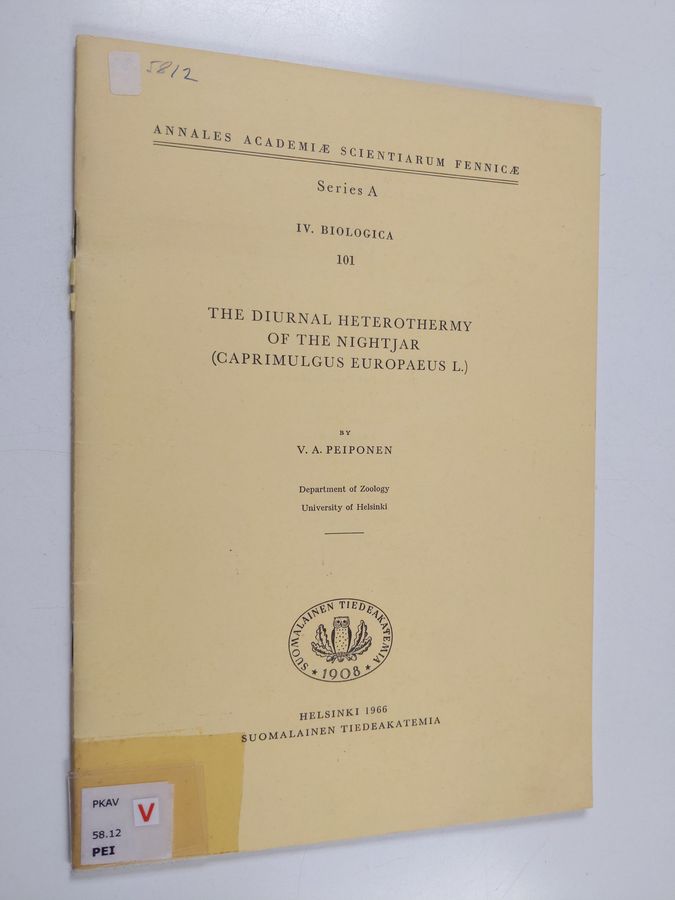 5812
ANNALES ACADEMIÆ SCIENTIARUM FENNICÆ
Series A
IV. BIOLOGICA
101
THE DIURNAL HETEROTHERMY
OF THE NIGHTJAR
(CAPRIMULGUS EUROPAEUS L.)
BY
V. A. PEIPONEN
Department of Zoology
University of Helsinki
SUOMALAINEN TIEDEAKATEMIA
1908
HELSINKI 1966
SUOMALAINEN TIEDEAKATEMIA
PKAV
V
58.12
PEI